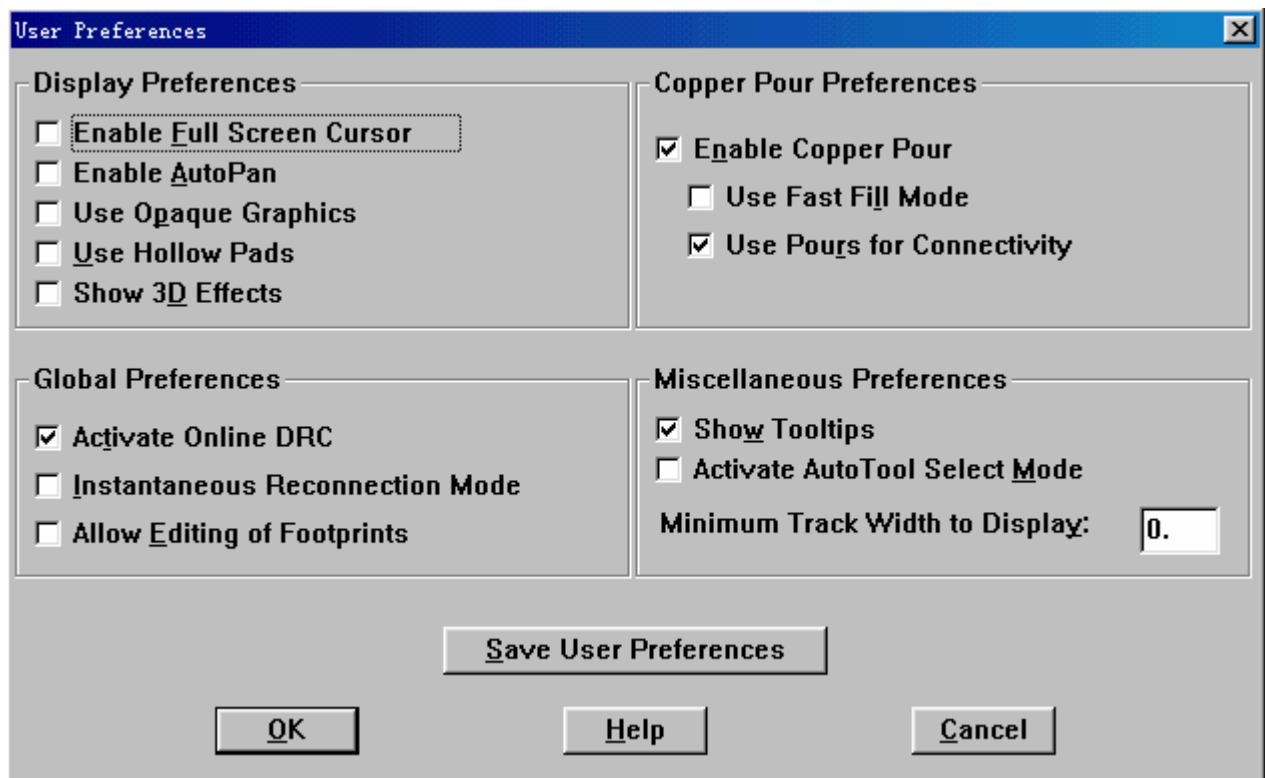 User Preferences
Display Preferences
Enable Full Screen Cursor
Enable AutoPan
Use Opaque Graphics
Use Hollow Pads
Show 3D Effects
Copper Pour Preferences
Enable Copper Pour
Use Fast Fill Mode
Use Pours for Connectivity
Global Preferences
Activate Online DRC
Instantaneous Reconnection Mode
Allow Editing of Footprints
Miscellaneous Preferences
Show Tooltips
Activate AutoTool Select Mode
Minimum Track Width to Display: 0.
Save User Preferences
OK Help Cancel